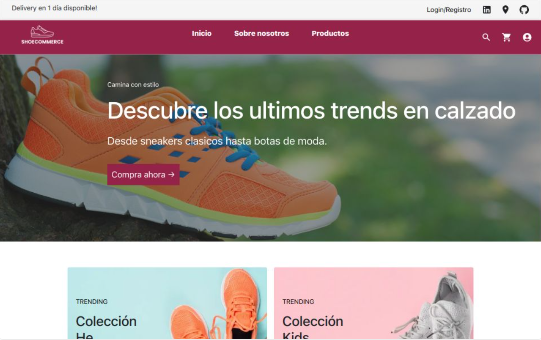 Delivery en 1 día disponible!
Login/Registro
SHOECOMMERCE
Inicio
Sobre nosotros
Productos
Camina con estilo
Descubre los ultimos trends en calzado
Desde sneakers clasicos hasta botas de moda.
Compra ahora →
TRENDING
Colección
He
TRENDING
Colección
Kids